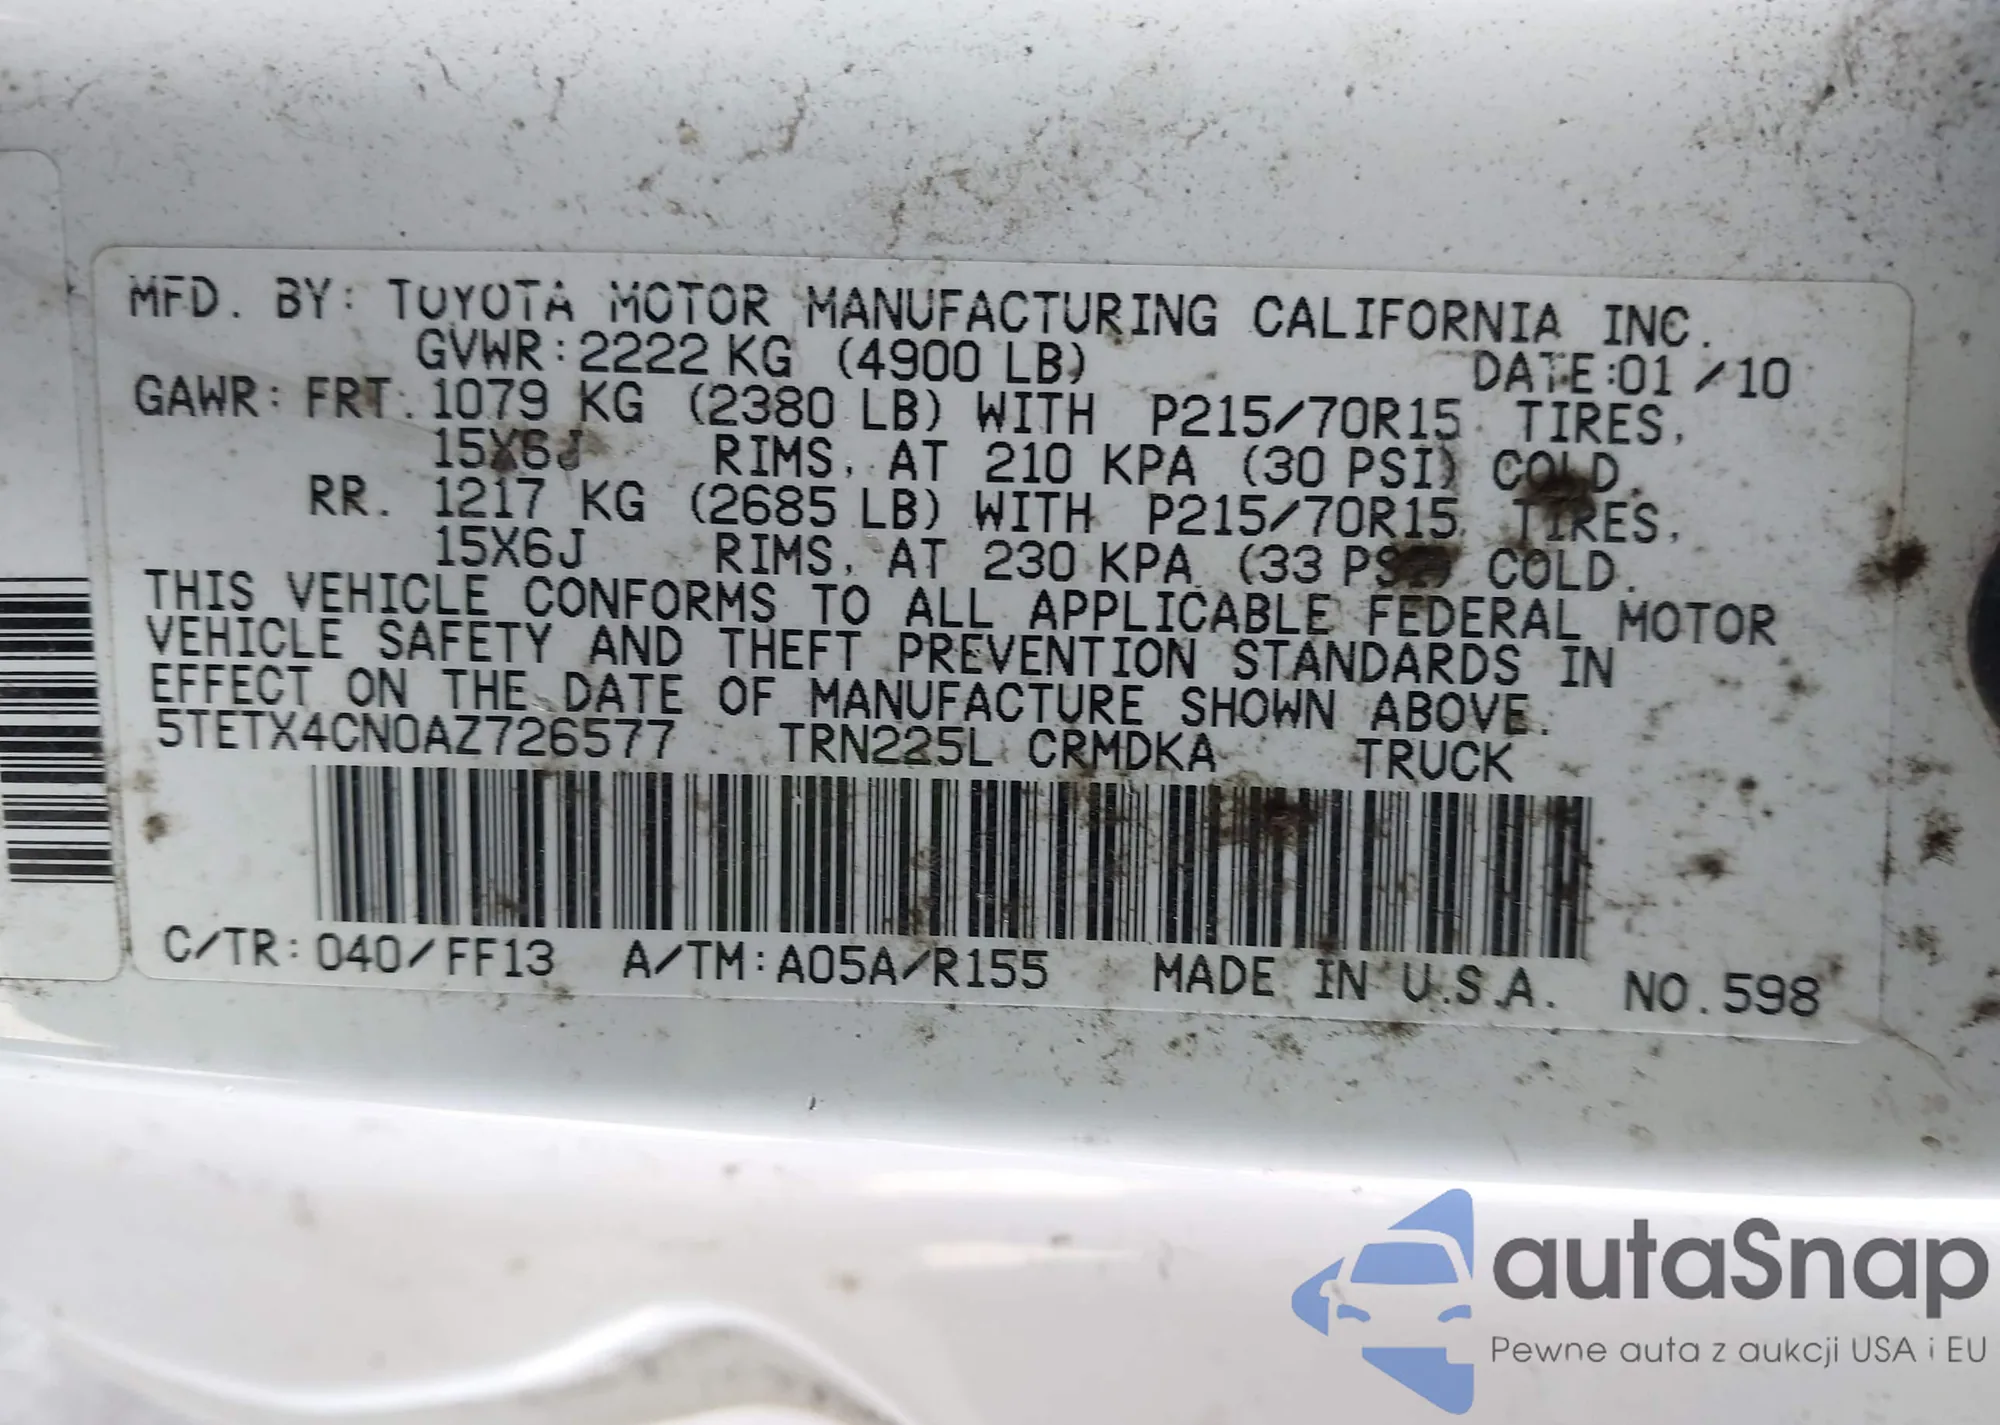 MFD. BY: TOYOTA MOTOR MANUFACTURING CALIFORNIA INC.
GVWR: 2222 KG (4900 LB) DATE: 01/10
GAWR: FRT. 1079 KG (2380 LB) WITH P215/70R15 TIRES,
15X6J RIMS, AT 210 KPA (30 PSI) COLD.
RR. 1217 KG (2685 LB) WITH P215/70R15 TIRES,
15X6J RIMS, AT 230 KPA (33 PSI) COLD.
THIS VEHICLE CONFORMS TO ALL APPLICABLE FEDERAL MOTOR
VEHICLE SAFETY AND THEFT PREVENTION STANDARDS IN
EFFECT ON THE DATE OF MANUFACTURE SHOWN ABOVE.
5TETX4CN0AZ726577 TRN225L CRMDKA TRUCK
C/TR: 040/FF13 A/TM: A05A/R155 MADE IN U.S.A. NO. 598
autaSnap
Pewne auta z aukcji USA i EU